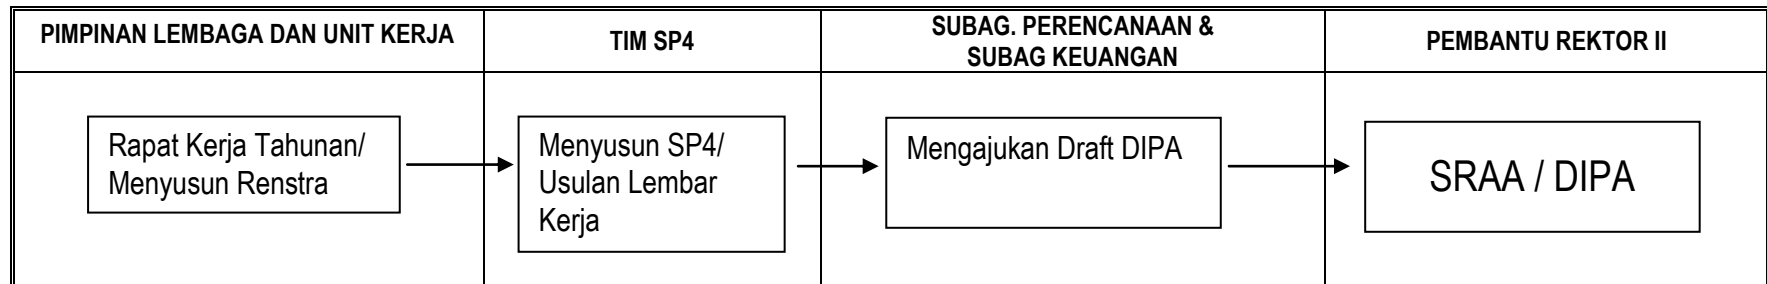 PIMPINAN LEMBAGA DAN UNIT KERJA
TIM SP4
SUBAG. PERENCANAAN &
SUBAG KEUANGAN
PEMBANTU REKTOR II
Rapat Kerja Tahunan/
Menyusun Renstra
Menyusun SP4/
Usulan Lembar
Kerja
Mengajukan Draft DIPA
SRAA / DIPA